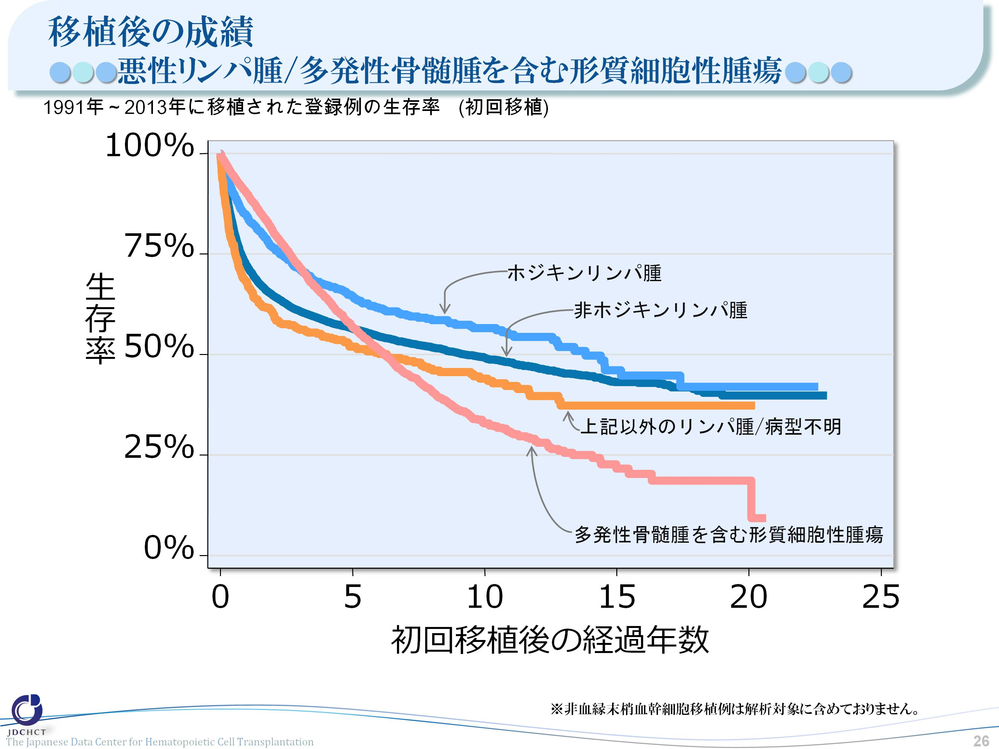 移植後の成績
悪性リンパ腫/多発性骨髄腫を含む形質細胞性腫瘍
1991年～2013年に移植された登録例の生存率 (初回移植)
100%
75%
50%
25%
0%
生存率
ホジキンリンパ腫
非ホジキンリンパ腫
上記以外のリンパ腫/病型不明
多発性骨髄腫を含む形質細胞性腫瘍
0 5 10 15 20 25
初回移植後の経過年数
※非血縁末梢血幹細胞移植例は解析対象に含めておりません。
JDCHCT
The Japanese Data Center for Hematopoietic Cell Transplantation
26